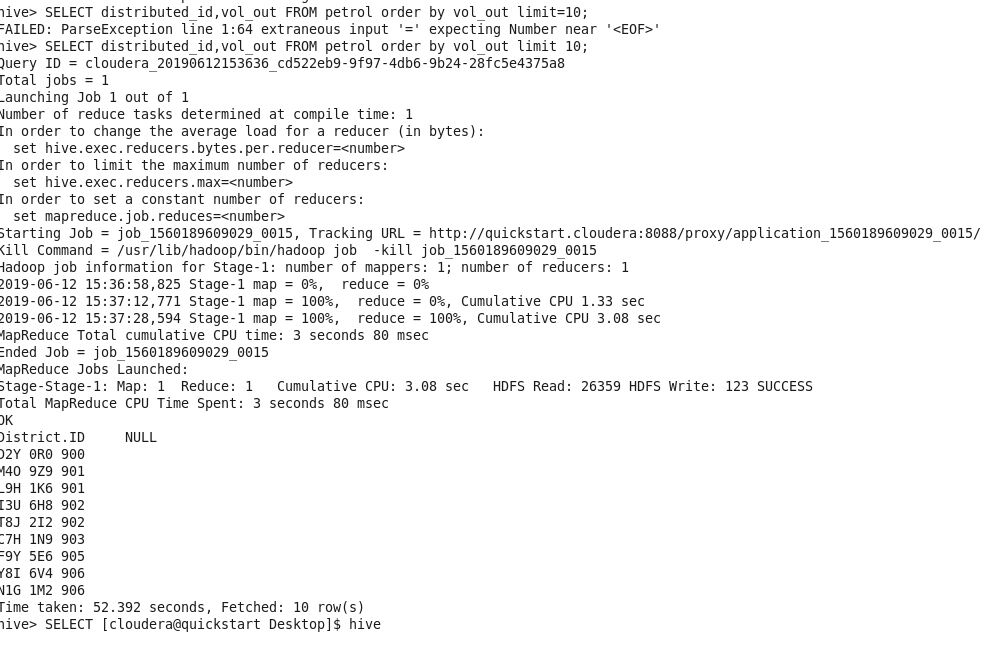 hive> SELECT distributed_id,vol_out FROM petrol order by vol_out limit=10;
FAILED: ParseException line 1:64 extraneous input '=' expecting Number near '<EOF>'
hive> SELECT distributed_id,vol_out FROM petrol order by vol_out limit 10;
Query ID = cloudera_20190612153636_cd522eb9-9f97-4db6-9b24-28fc5e4375a8
Total jobs = 1
Launching Job 1 out of 1
Number of reduce tasks determined at compile time: 1
In order to change the average load for a reducer (in bytes):
  set hive.exec.reducers.bytes.per.reducer=<number>
In order to limit the maximum number of reducers:
  set hive.exec.reducers.max=<number>
In order to set a constant number of reducers:
  set mapreduce.job.reduces=<number>
Starting Job = job_1560189609029_0015, Tracking URL = http://quickstart.cloudera:8088/proxy/application_1560189609029_0015/
Kill Command = /usr/lib/hadoop/bin/hadoop job  -kill job_1560189609029_0015
Hadoop job information for Stage-1: number of mappers: 1; number of reducers: 1
2019-06-12 15:36:58,825 Stage-1 map = 0%,  reduce = 0%
2019-06-12 15:37:12,771 Stage-1 map = 100%,  reduce = 0%, Cumulative CPU 1.33 sec
2019-06-12 15:37:28,594 Stage-1 map = 100%,  reduce = 100%, Cumulative CPU 3.08 sec
MapReduce Total cumulative CPU time: 3 seconds 80 msec
Ended Job = job_1560189609029_0015
MapReduce Jobs Launched:
Stage-Stage-1: Map: 1  Reduce: 1   Cumulative CPU: 3.08 sec   HDFS Read: 26359 HDFS Write: 123 SUCCESS
Total MapReduce CPU Time Spent: 3 seconds 80 msec
OK
District.ID     NULL
D2Y 0R0 900
M4O 9Z9 901
L9H 1K6 901
I3U 6H8 902
T8J 2I2 902
C7H 1N9 903
F9Y 5E6 905
Y8I 6V4 906
N1G 1M2 906
Time taken: 52.392 seconds, Fetched: 10 row(s)
hive> SELECT [cloudera@quickstart Desktop]$ hive